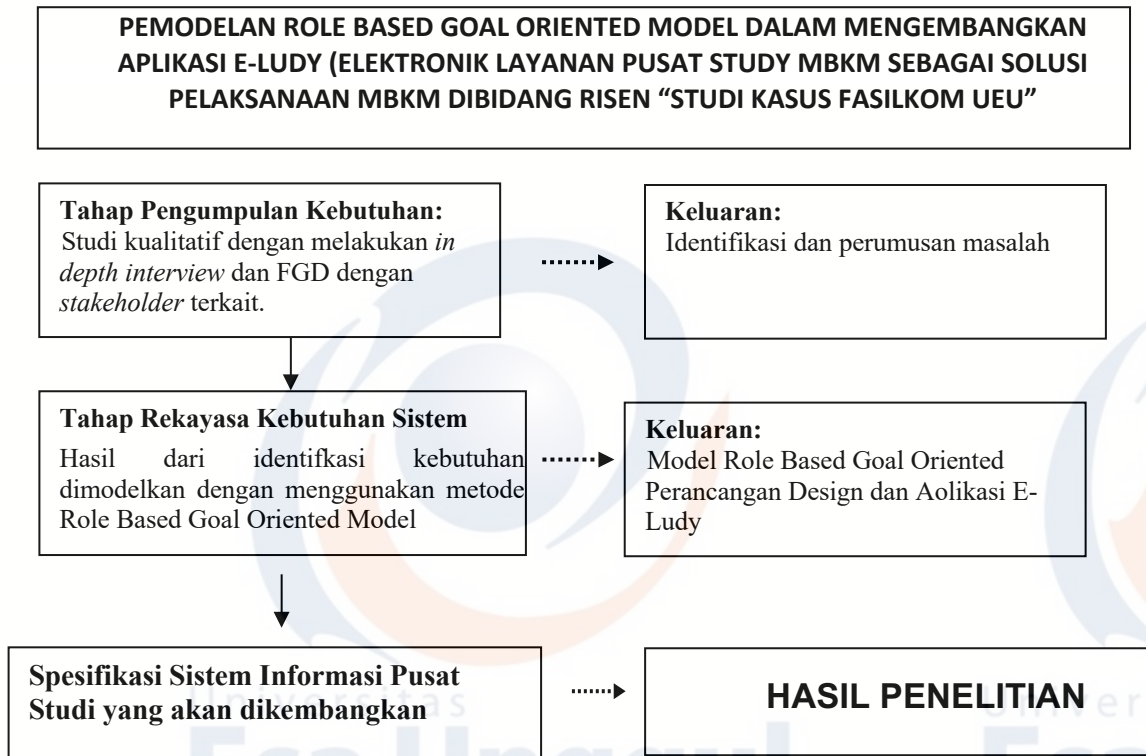 PEMODELAN ROLE BASED GOAL ORIENTED MODEL DALAM MENGEMBANGKAN
APLIKASI E-LUDY (ELEKTRONIK LAYANAN PUSAT STUDY MBKM SEBAGAI SOLUSI
PELAKSANAAN MBKM DIBIDANG RISEN “STUDI KASUS FASILKOM UEU”
Tahap Pengumpulan Kebutuhan:
Studi kualitatif dengan melakukan in
depth interview dan FGD dengan
stakeholder terkait.
Keluaran:
Identifikasi dan perumusan masalah
Tahap Rekayasa Kebutuhan Sistem
Hasil dari identifkasi kebutuhan
dimodelkan dengan menggunakan metode
Role Based Goal Oriented Model
Keluaran:
Model Role Based Goal Oriented
Perancangan Design dan Aolikasi E-
Ludy
Spesifikasi Sistem Informasi Pusat
Studi yang akan dikembangkan
HASIL PENELITIAN
Universitas
Esa Unggul